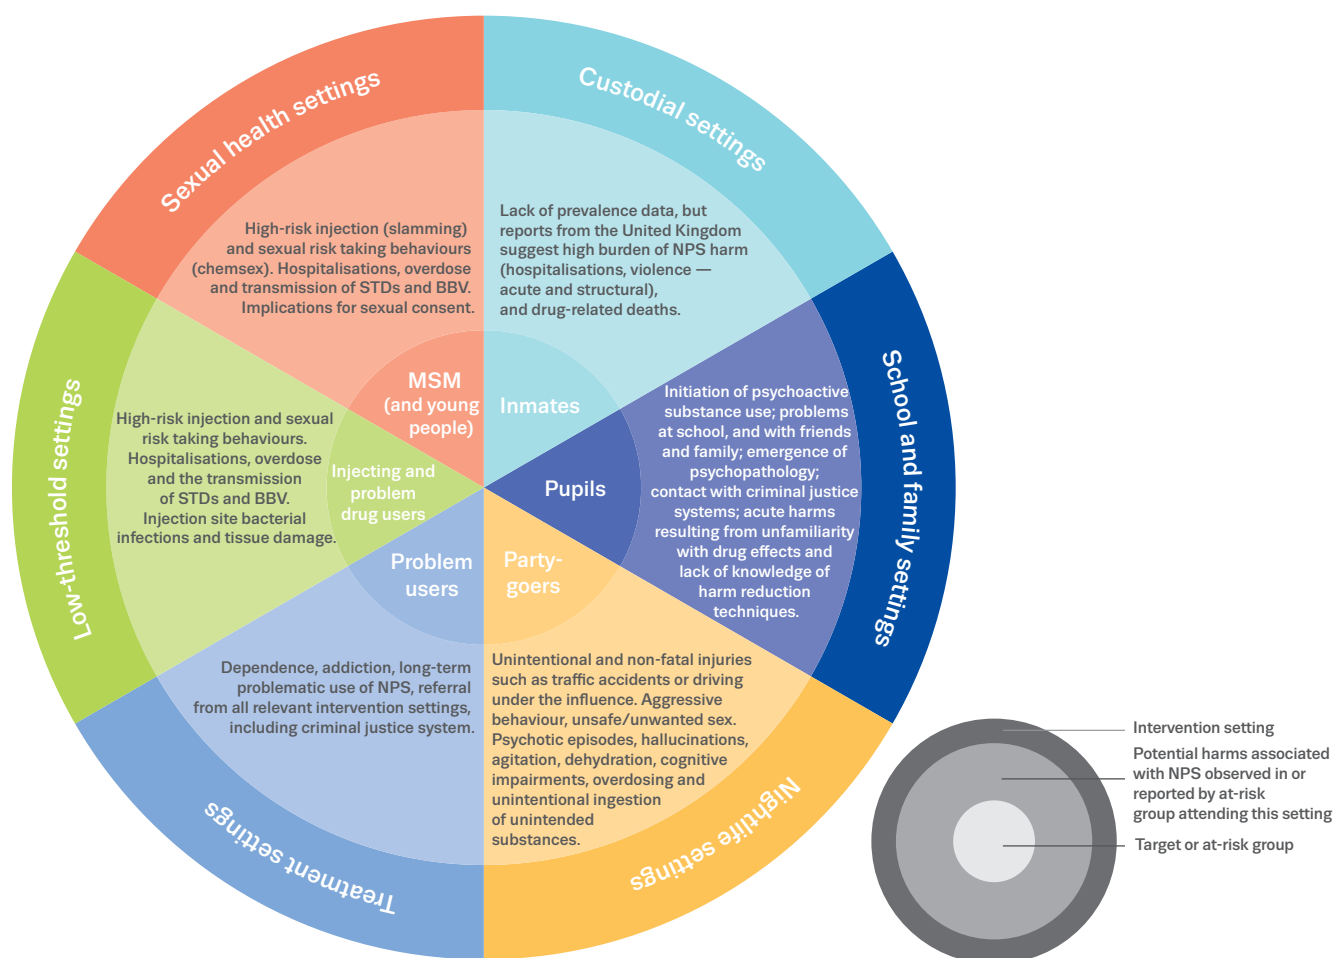 Sexual health settings
High-risk injection (slamming)
and sexual risk taking behaviours
(chemsex). Hospitalisations, overdose
and transmission of STDs and BBV.
Implications for sexual consent.
MSM
(and young
people)
Custodial settings
Lack of prevalence data, but
reports from the United Kingdom
suggest high burden of NPS harm
(hospitalisations, violence —
acute and structural),
and drug-related deaths.
Inmates
School and family settings
Initiation of psychoactive
substance use; problems
at school, and with friends
and family; emergence of
psychopathology;
contact with criminal justice
systems; acute harms
resulting from unfamiliarity
with drug effects and
lack of knowledge of
harm reduction
techniques.
Pupils
Nightlife settings
Unintentional and non-fatal injuries
such as traffic accidents or driving
under the influence. Aggressive
behaviour, unsafe/unwanted sex.
Psychotic episodes, hallucinations,
agitation, dehydration, cognitive
impairments, overdosing and
unintentional ingestion
of unintended
substances.
Party-
goers
Treatment settings
Dependence, addiction, long-term
problematic use of NPS, referral
from all relevant intervention settings,
including criminal justice system.
Problem
users
Low-threshold settings
High-risk injection and sexual
risk taking behaviours.
Hospitalisations, overdose
and the transmission
of STDs and BBV.
Injection site bacterial
infections and tissue damage.
Injecting and
problem
drug users
Intervention setting
Potential harms associated
with NPS observed in or
reported by at-risk
group attending this setting
Target or at-risk group